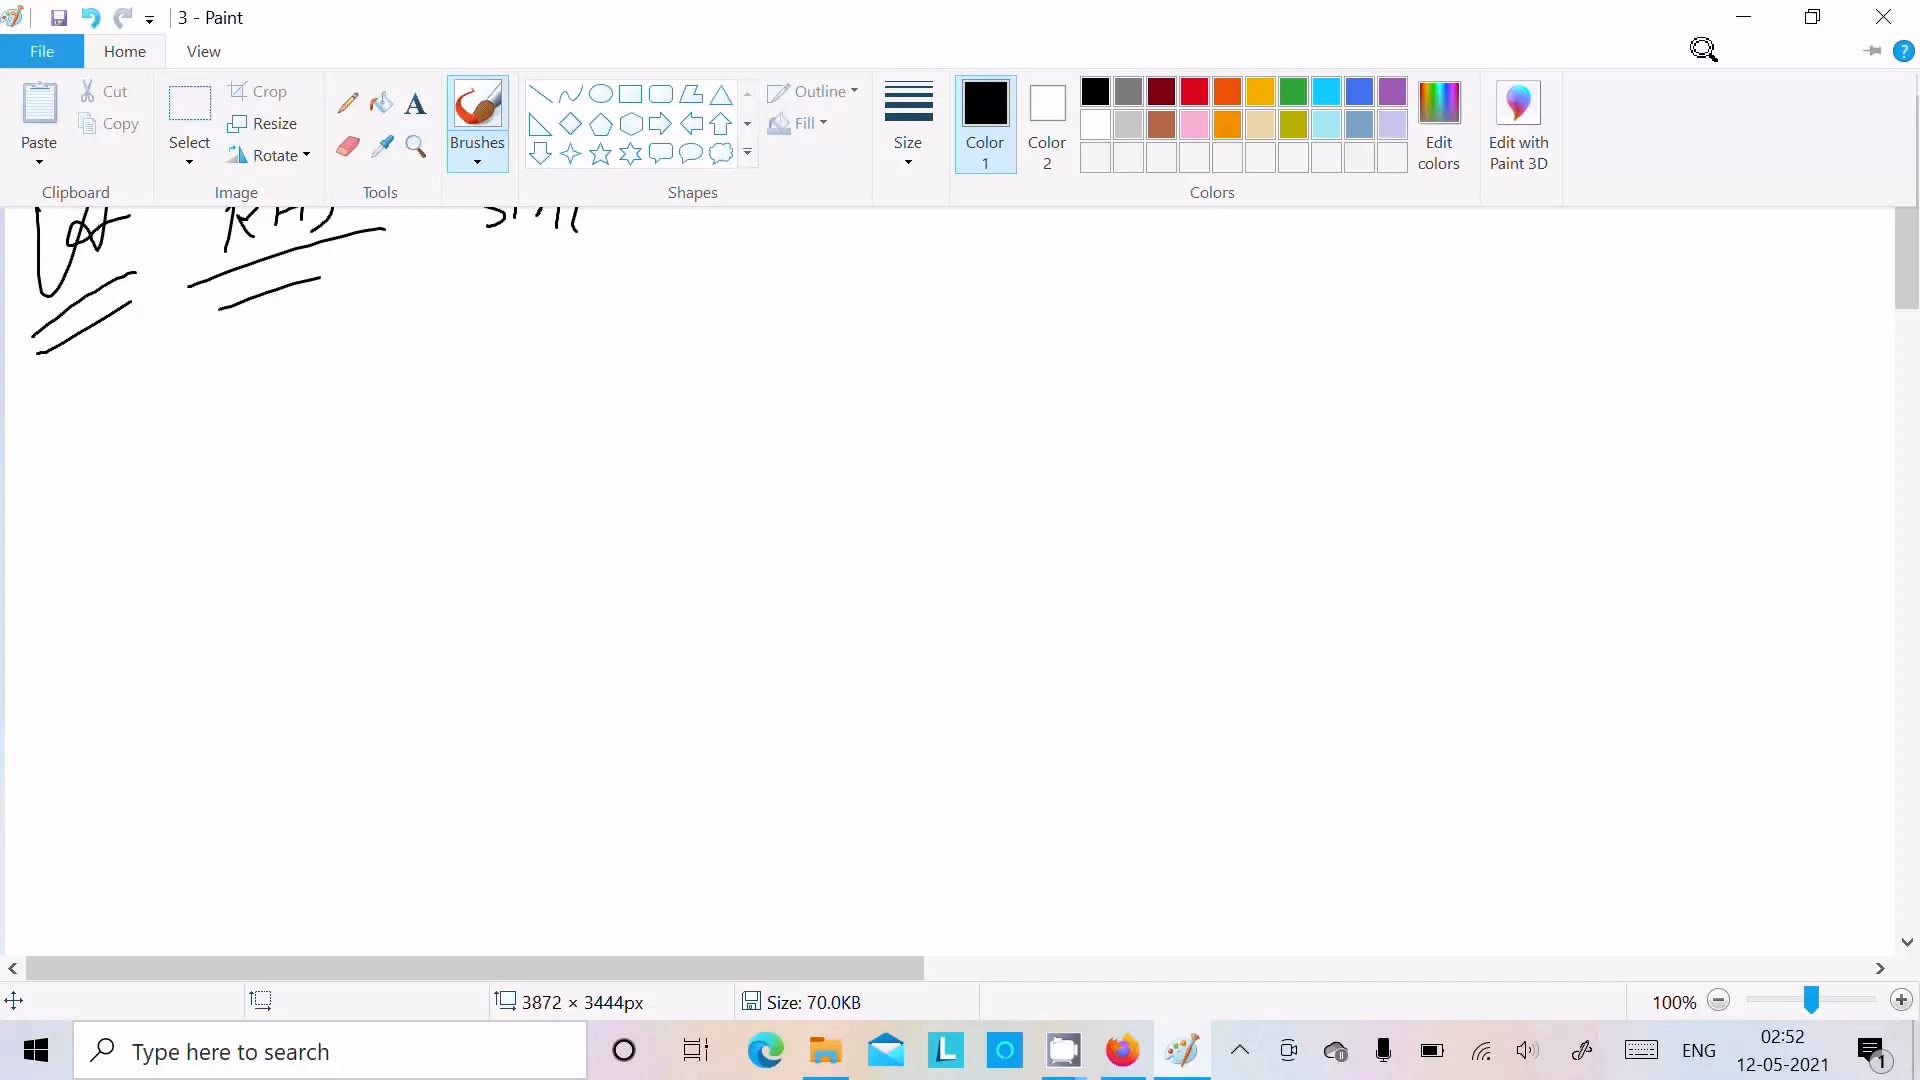 3 - Paint
File Home View
Paste Cut Copy Clipboard
Select Crop Resize Rotate Image
Tools
Brushes
Shapes
Outline Fill
Size
Color 1 Color 2
Colors
Edit colors
Edit with Paint 3D
3872 × 3444px Size: 70.0KB 100%
Type here to search ENG 02:52
12-05-2021 1